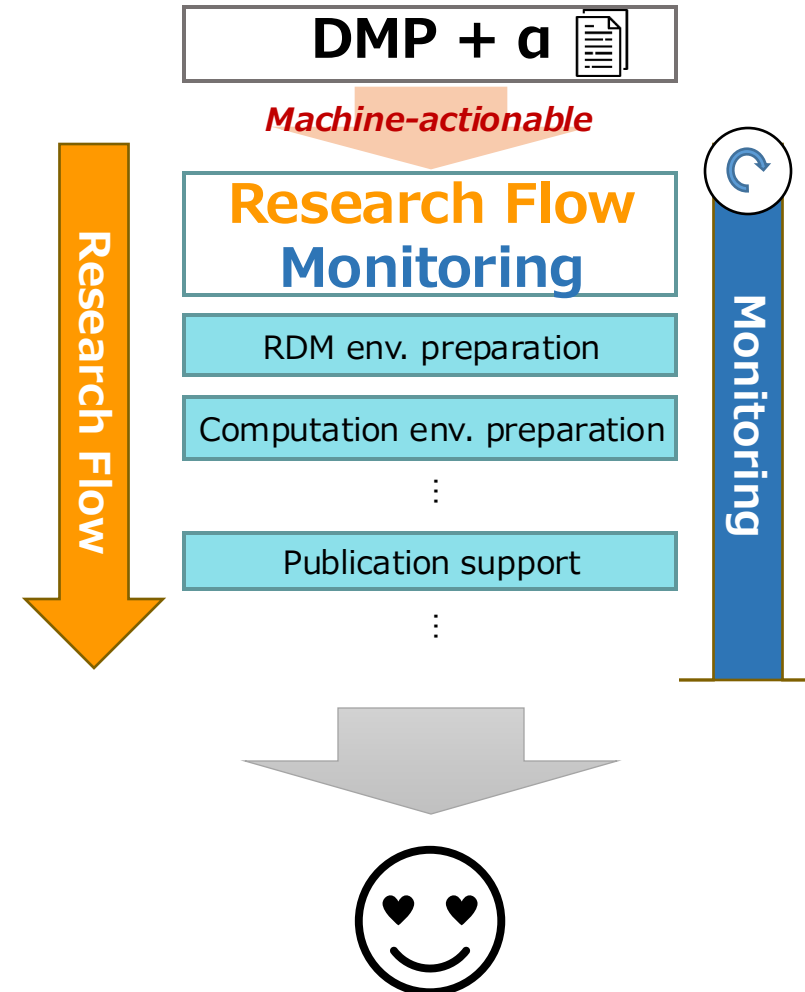 DMP + α
Machine-actionable
Research Flow
Monitoring
RDM env. preparation
Computation env. preparation
⋮
Publication support
⋮
Research Flow
Monitoring